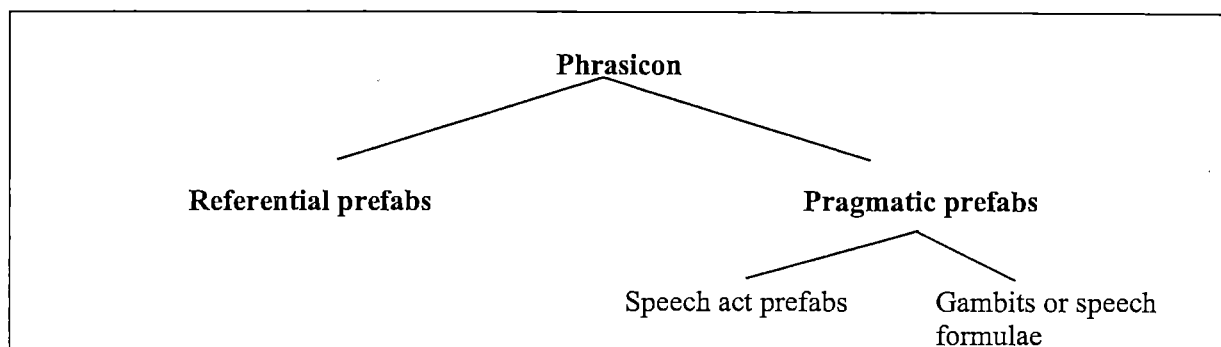 Phrasicon
Referential prefabs
Pragmatic prefabs
Speech act prefabs
Gambits or speech
formulae